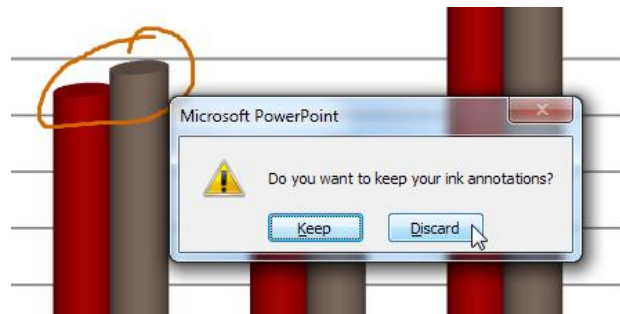 Microsoft PowerPoint
Do you want to keep your ink annotations?
Keep
Discard